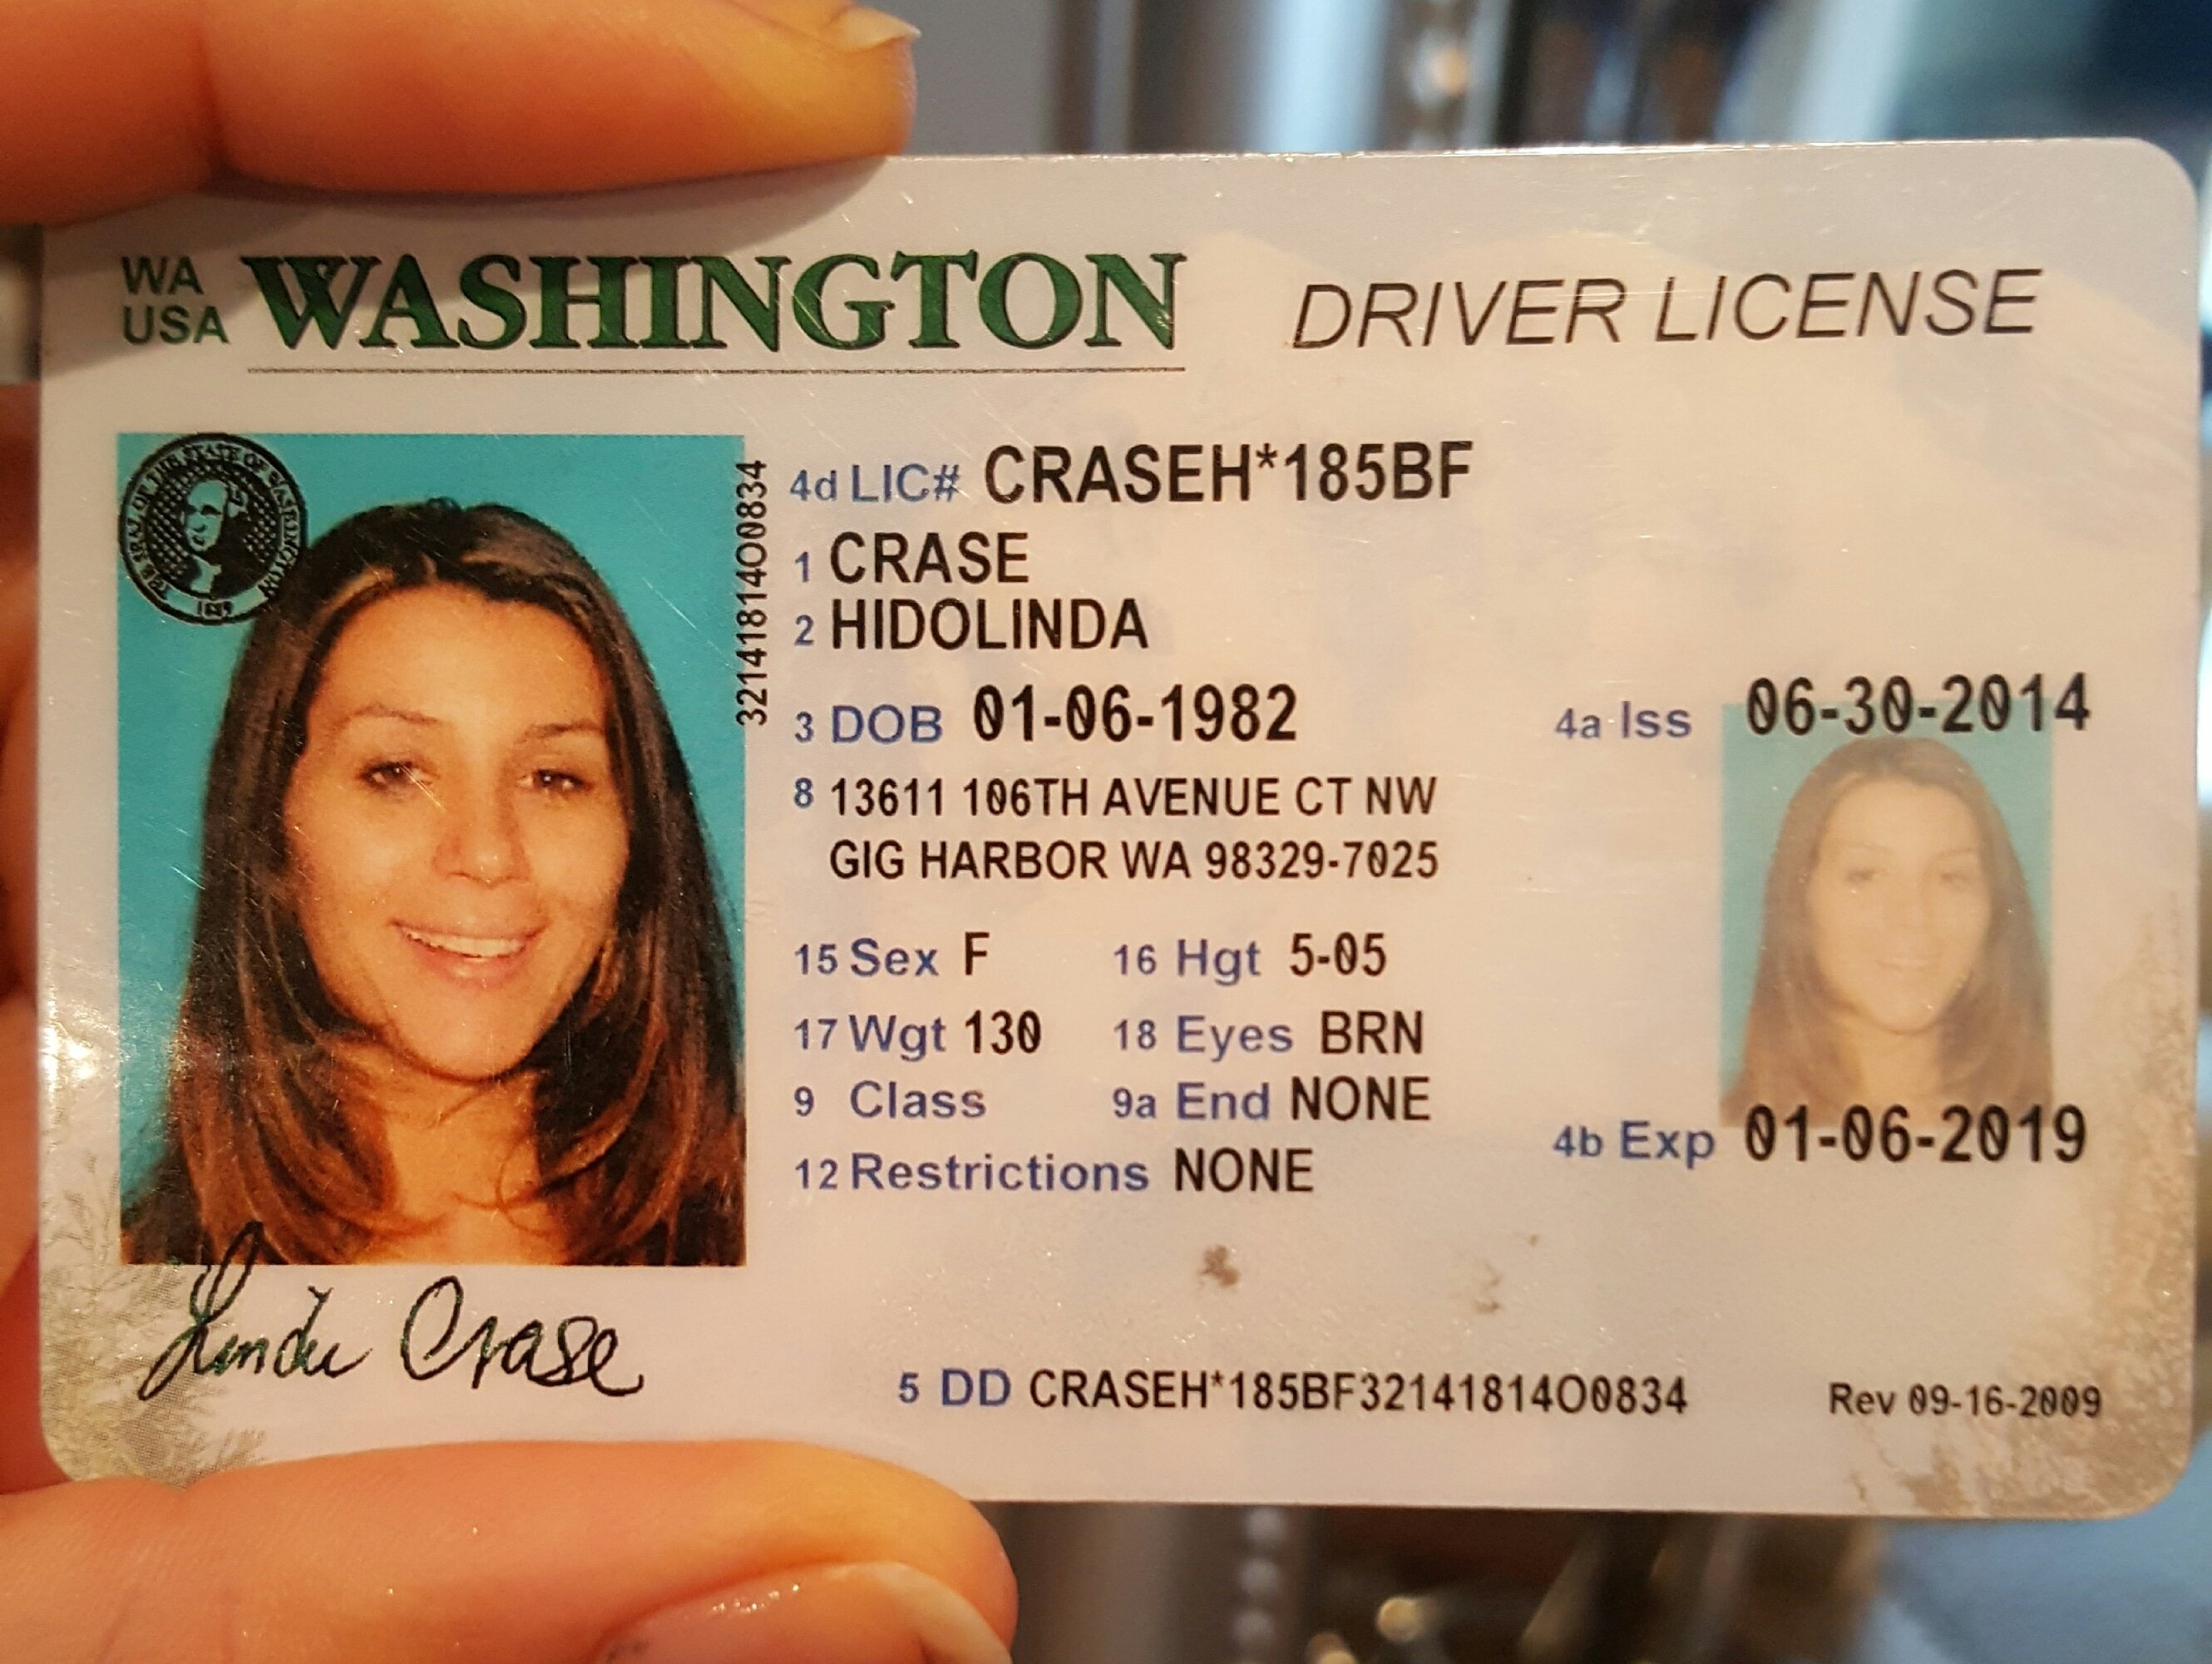 WA
USA
WASHINGTON
DRIVER LICENSE
THE SEAL OF THE STATE OF WASHINGTON
1889
3214181400834
4d LIC# CRASEH*185BF
1 CRASE
2 HIDOLINDA
3 DOB 01-06-1982
4a Iss 06-30-2014
8 13611 106TH AVENUE CT NW
GIG HARBOR WA 98329-7025
15 Sex F 16 Hgt 5-05
17 Wgt 130 18 Eyes BRN
9 Class 9a End NONE
4b Exp 01-06-2019
12 Restrictions NONE
Linda Crase
5 DD CRASEH*185BF32141814O0834
Rev 09-16-2009